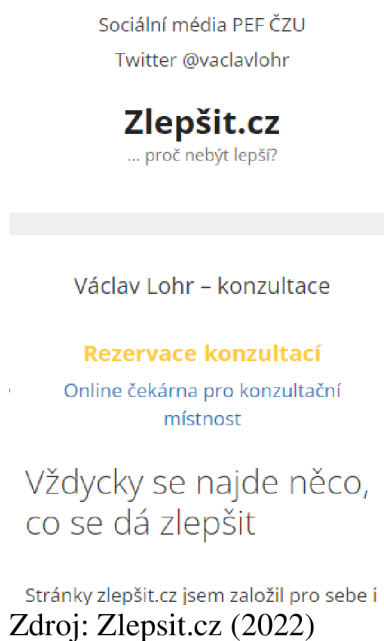 Sociální média PEF ČZU
Twitter @vaclavlohr
Zlepšit.cz
... proč nebýt lepší?
Václav Lohr – konzultace
Rezervace konzultací
Online čekárna pro konzultační
místnost
Vždycky se najde něco,
co se dá zlepšit
Stránky zlepšit.cz jsem založil pro sebe i
Zdroj: Zlepsit.cz (2022)